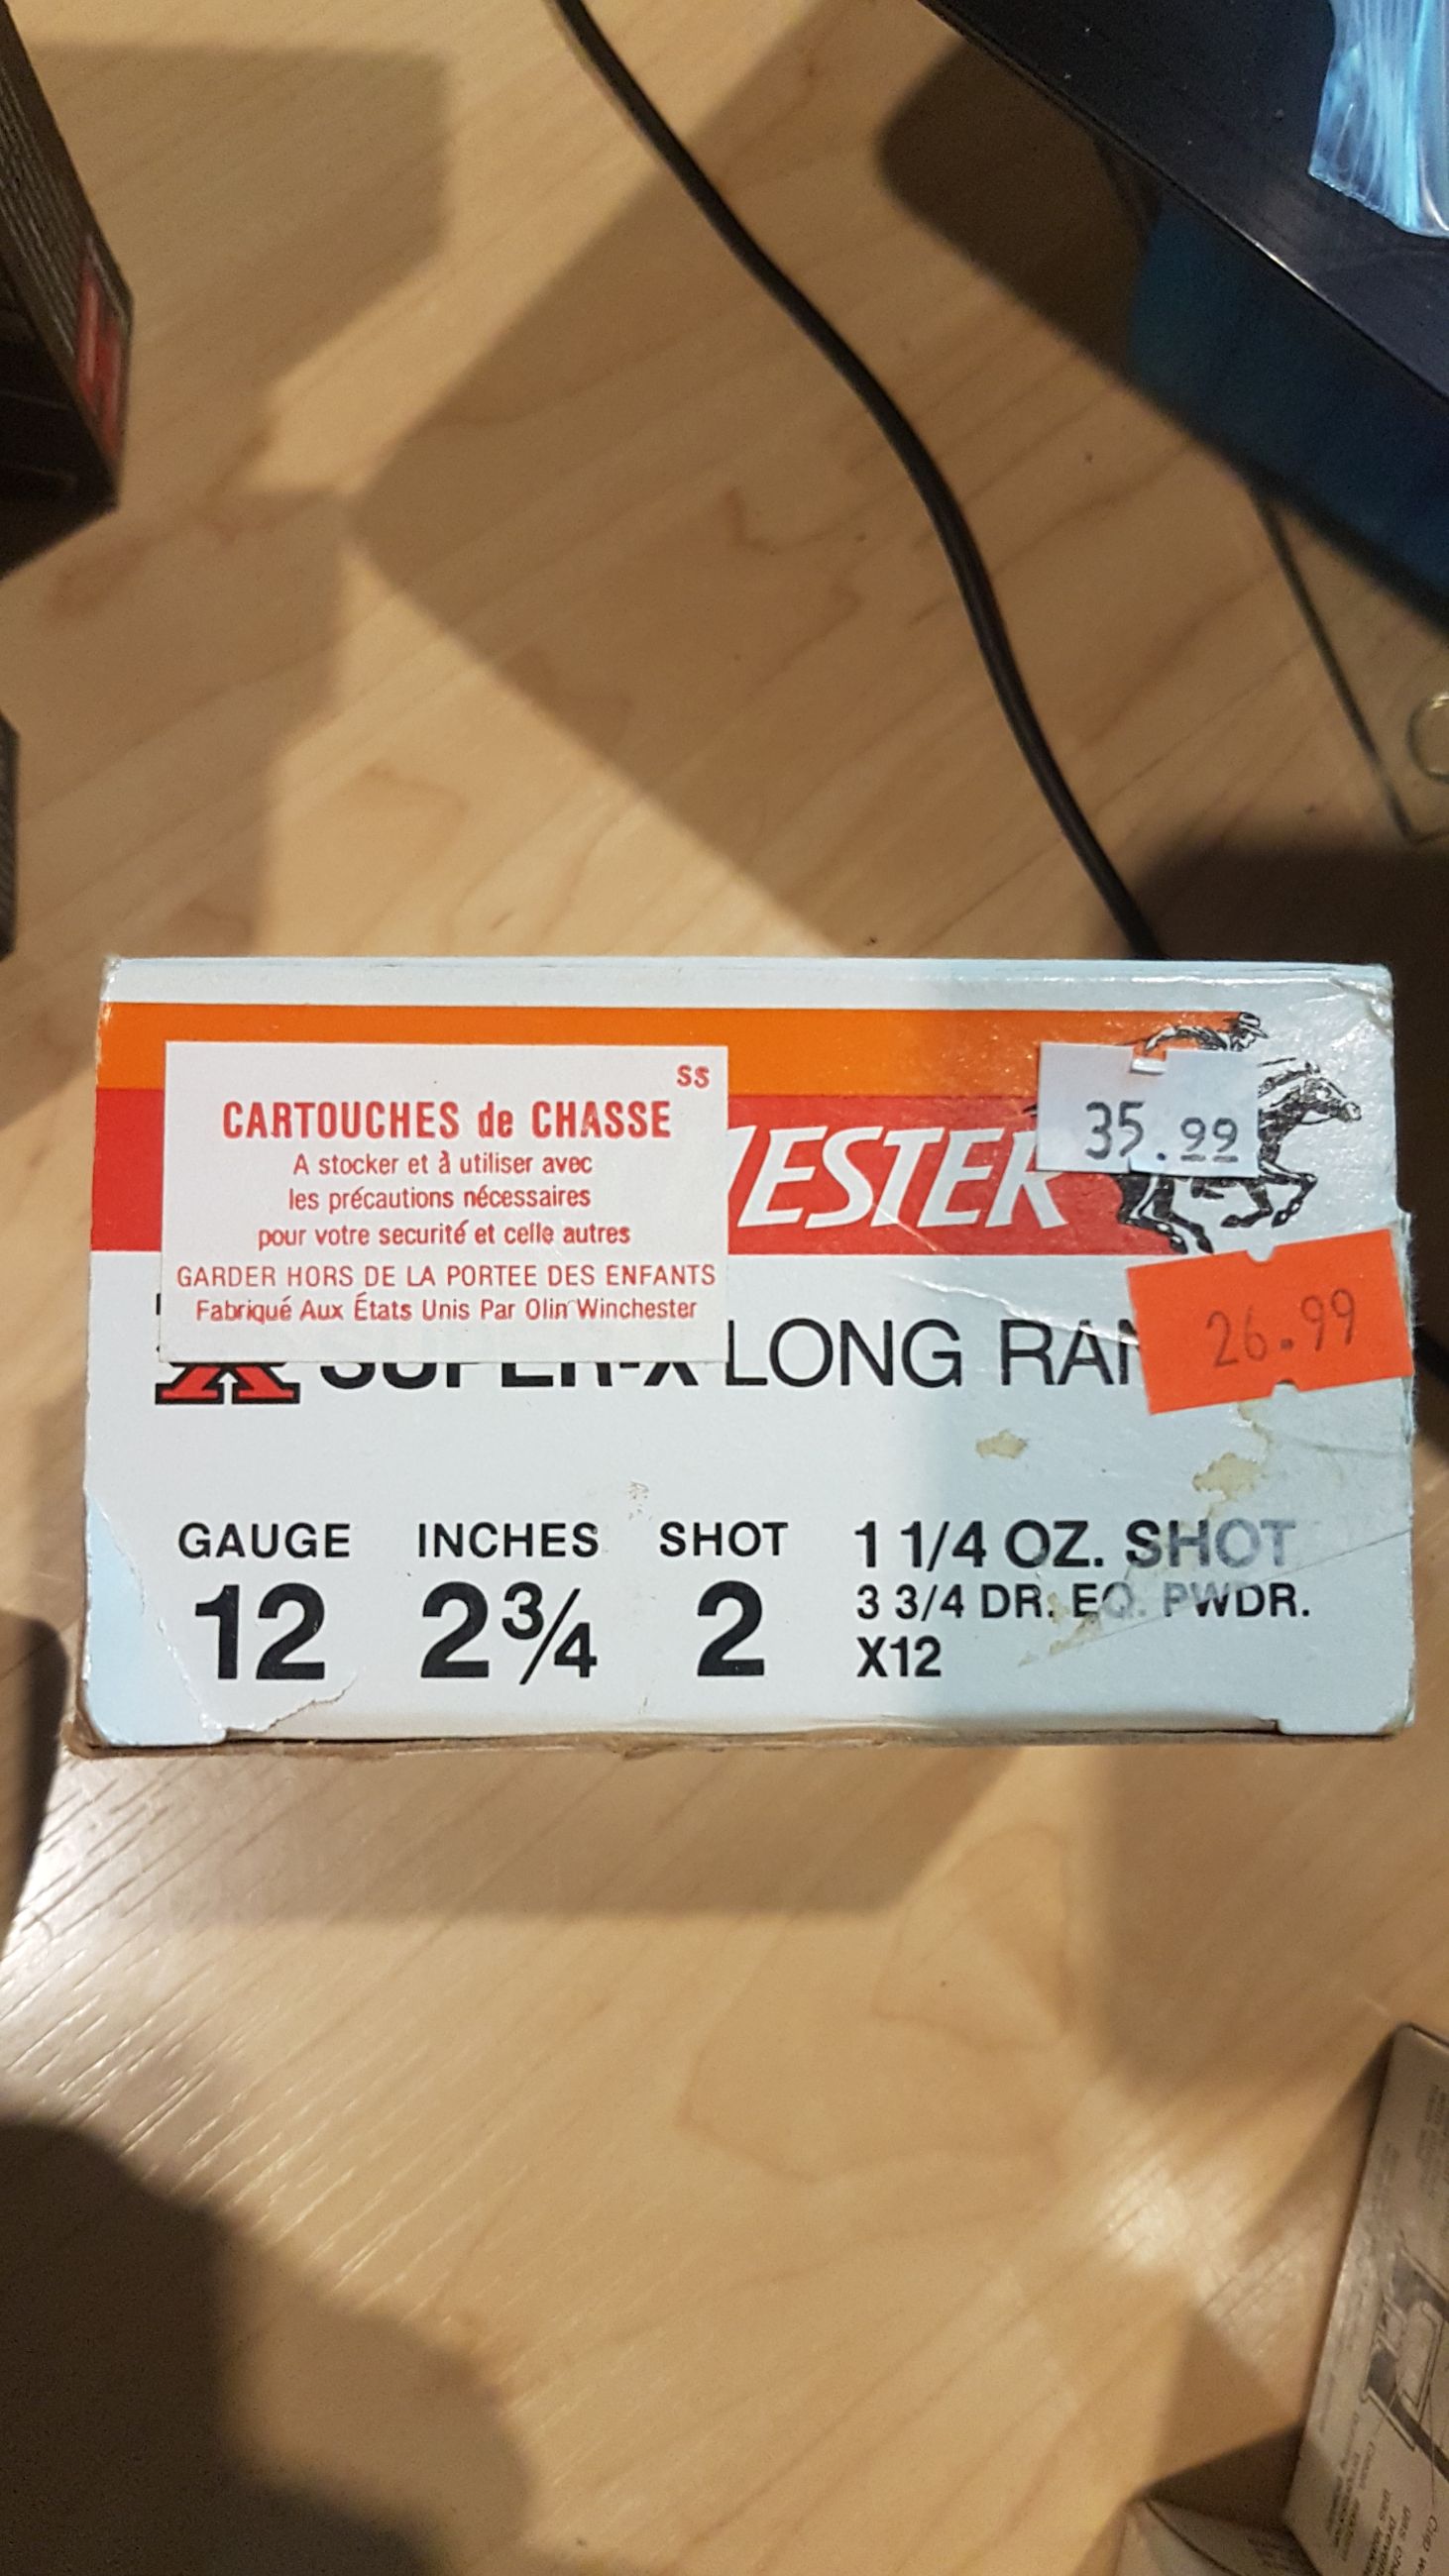 SS
CARTOUCHES de CHASSE
A stocker et à utiliser avec
les précautions nécessaires
pour votre securité et celle autres
GARDER HORS DE LA PORTEE DES ENFANTS
Fabriqué Aux États Unis Par Olin Winchester
ESTER
35.99
26.99
SUPER-X LONG RAN
GAUGE INCHES SHOT 1 1/4 OZ. SHOT
12 2¾ 2 3 3/4 DR. EQ. PWDR.
X12